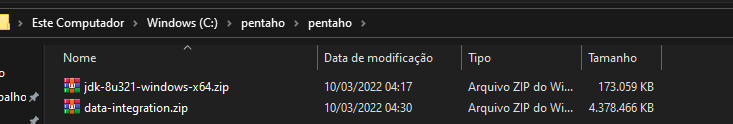 Este Computador > Windows (C:) > pentaho > pentaho >
Nome Data de modificação Tipo Tamanho
jdk-8u321-windows-x64.zip 10/03/2022 04:17 Arquivo ZIP do Wi... 173.059 KB
balho data-integration.zip 10/03/2022 04:30 Arquivo ZIP do Wi... 4.378.466 KB